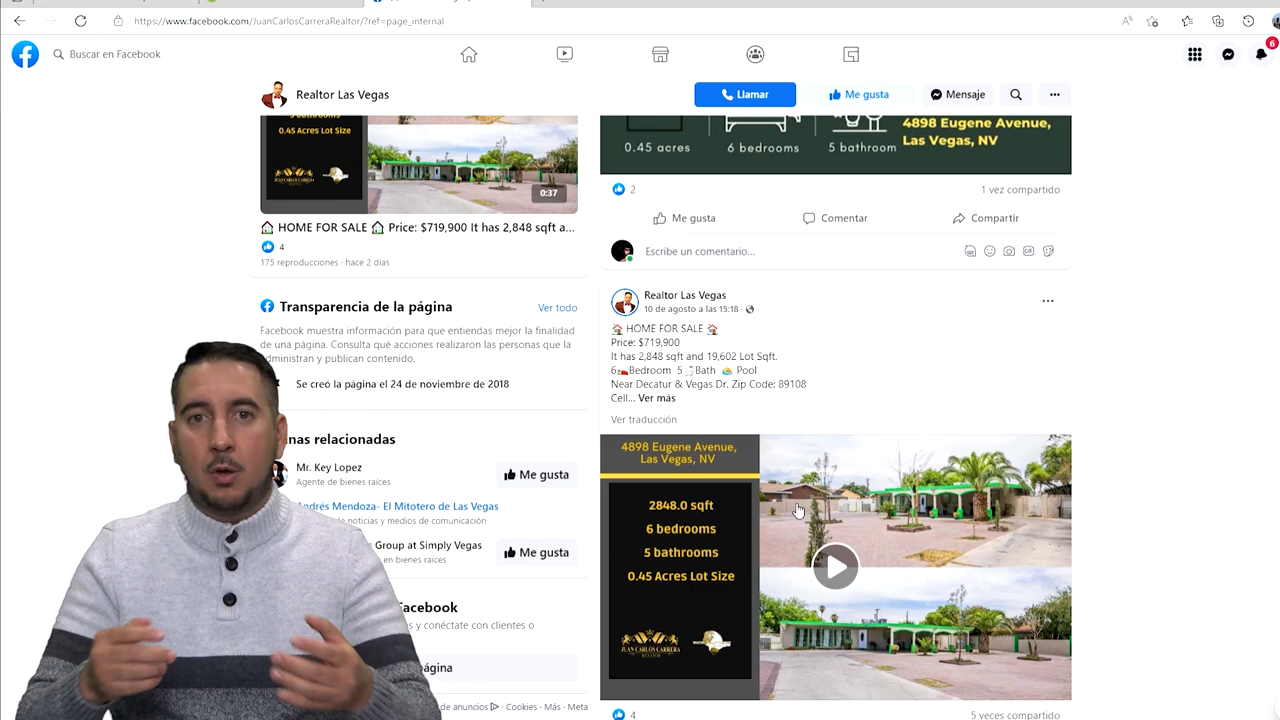 https://www.facebook.com/JuanCarlosCarreraRealtor/?ref=page_internal
Buscar en Facebook
6
Realtor Las Vegas
Llamar
Me gusta
Mensaje
0.45 Acres Lot Size
JUAN CARLOS CARRERA
0:37
HOME FOR SALE Price: $719,900 It has 2,848 sqft a...
4
175 reproducciones · hace 2 días
Transparencia de la página
Ver todo
Facebook muestra información para que entiendas mejor la finalidad
de una página. Consulta qué acciones realizaron las personas que la
administran y publican contenido.
Se creó la página el 24 de noviembre de 2018
nas relacionadas
Mr. Key Lopez
Agente de bienes raíces
Me gusta
Andrés Mendoza- El Mitotero de Las Vegas
noticias y medios de comunicación
Group at Simply Vegas
en bienes raíces
Me gusta
Facebook
s y conéctate con clientes o
página
de anuncios · Cookies · Más · Meta
0.45 acres
6 bedrooms
5 bathroom
4898 Eugene Avenue,
Las Vegas, NV
2
1 vez compartido
Me gusta
Comentar
Compartir
Escribe un comentario...
GIF
Realtor Las Vegas
10 de agosto a las 15:18 ·
HOME FOR SALE
Price: $719,900
It has 2,848 sqft and 19,602 Lot Sqft.
6 Bedroom 5 Bath Pool
Near Decatur & Vegas Dr. Zip Code: 89108
Cell... Ver más
Ver traducción
4898 Eugene Avenue,
Las Vegas, NV
2848.0 sqft
6 bedrooms
5 bathrooms
0.45 Acres Lot Size
JUAN CARLOS CARRERA
REALTOR
4
5 veces compartido